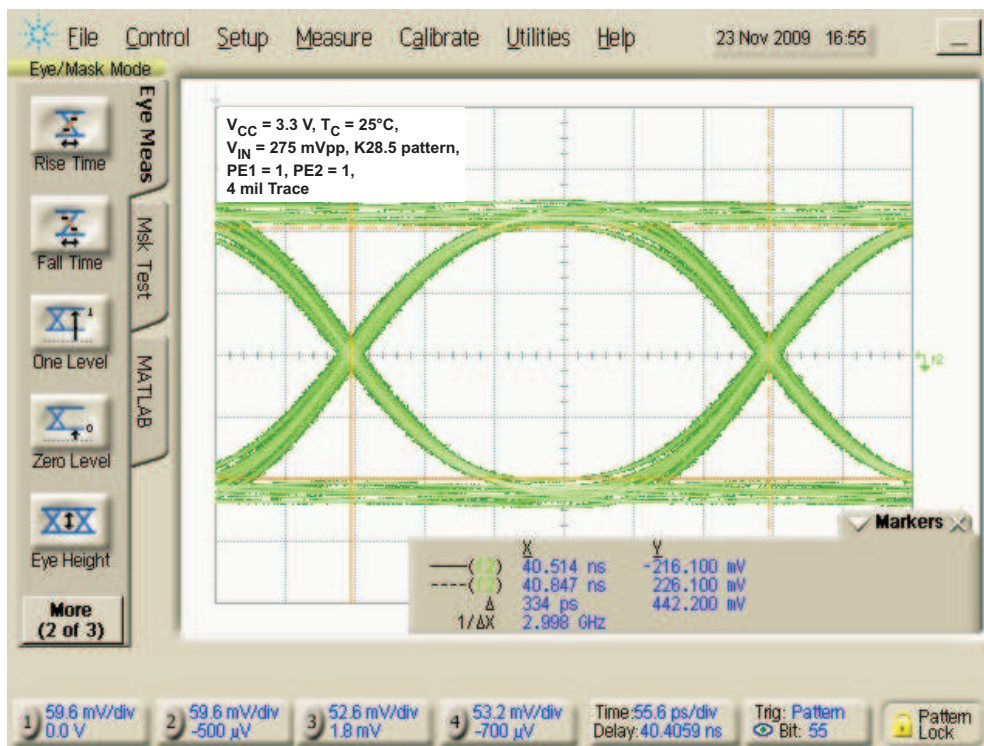 File Control Setup Measure Calibrate Utilities Help 23 Nov 2009 16:55
Eye/Mask Mode
Eye Meas
Msk Test
MATLAB
Rise Time
Fall Time
One Level
Zero Level
Eye Height
More
(2 of 3)
VCC = 3.3 V, TC = 25°C,
VIN = 275 mVpp, K28.5 pattern,
PE1 = 1, PE2 = 1,
4 mil Trace
Markers
X Y
(f2) 40.514 ns -216.100 mV
(f2) 40.847 ns 226.100 mV
Δ 334 ps 442.200 mV
1/ΔX 2.998 GHz
1) 59.6 mV/div
0.0 V
2) 59.6 mV/div
-500 µV
3) 52.6 mV/div
1.8 mV
4) 53.2 mV/div
-700 µV
Time:55.6 ps/div
Delay:40.4059 ns
Trig: Pattern
Bit: 55
Pattern
Lock